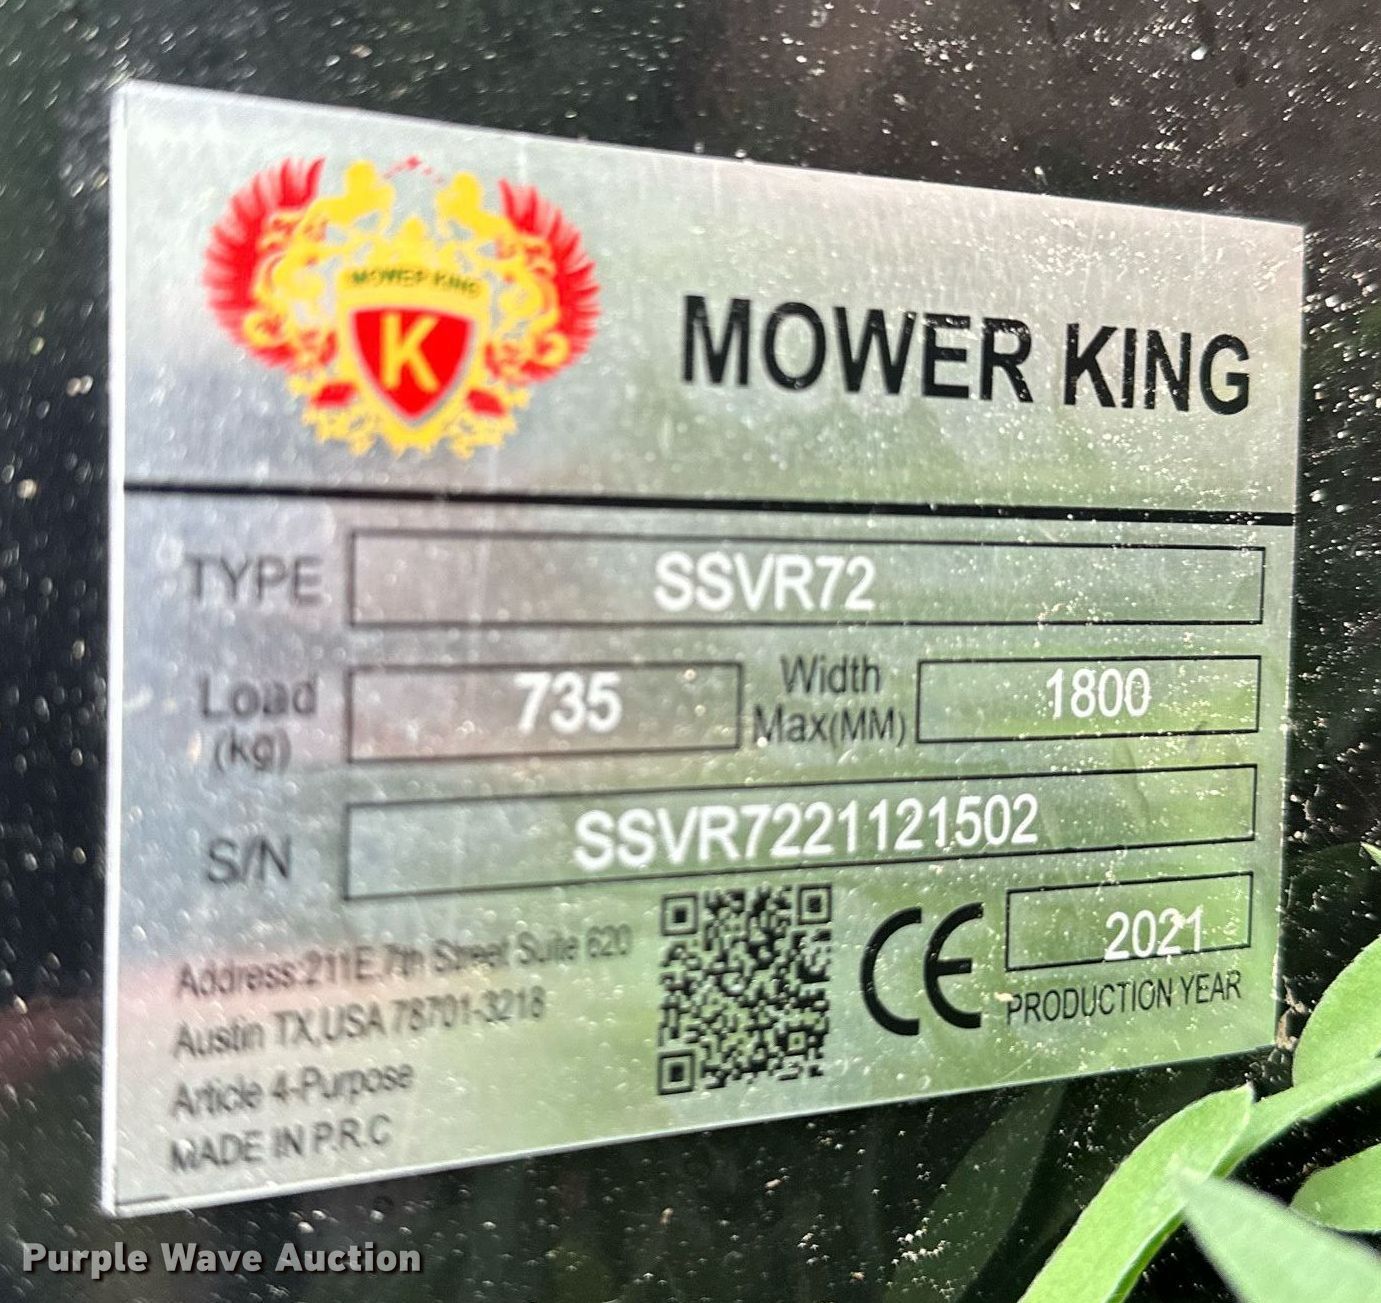 MOWER KING
K
MOWER KING
TYPE SSVR72
Load (kg) 735 Width Max(MM) 1800
S/N SSVR7221121502
Address:211E.7th Street Suite 620
Austin TX,USA 78701-3218
Article 4-Purpose
MADE IN P.R.C
CE
2021
PRODUCTION YEAR
Purple Wave Auction